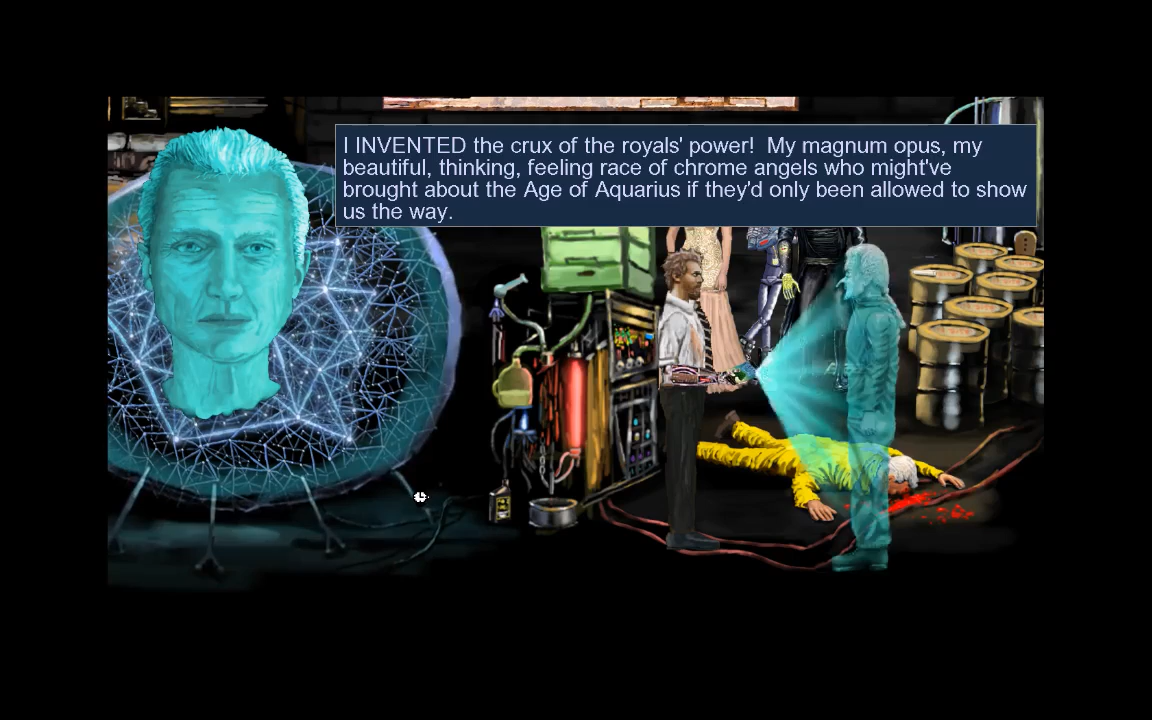 I INVENTED the crux of the royals' power!  My magnum opus, my
beautiful, thinking, feeling race of chrome angels who might've
brought about the Age of Aquarius if they'd only been allowed to show
us the way.